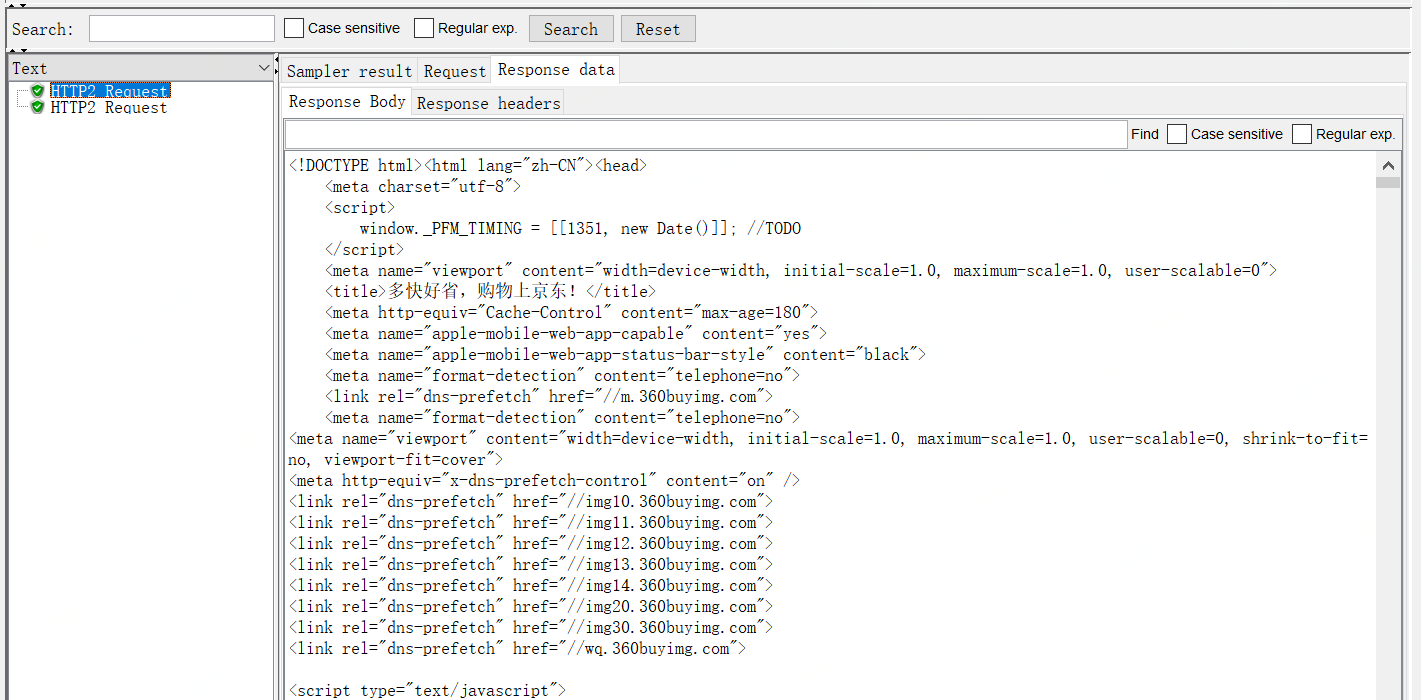 Search:
Case sensitive
Regular exp.
Search
Reset
Text
HTTP2 Request
HTTP2 Request
Sampler result
Request
Response data
Response Body
Response headers
Find
Case sensitive
Regular exp.
<!DOCTYPE html><html lang="zh-CN"><head>
<meta charset="utf-8">
<script>
window._PFM_TIMING = [[1351, new Date()]]; //TODO
</script>
<meta name="viewport" content="width=device-width, initial-scale=1.0, maximum-scale=1.0, user-scalable=0">
<title>多快好省，购物上京东！</title>
<meta http-equiv="Cache-Control" content="max-age=180">
<meta name="apple-mobile-web-app-capable" content="yes">
<meta name="apple-mobile-web-app-status-bar-style" content="black">
<meta name="format-detection" content="telephone=no">
<link rel="dns-prefetch" href="//m.360buyimg.com">
<meta name="format-detection" content="telephone=no">
<meta name="viewport" content="width=device-width, initial-scale=1.0, maximum-scale=1.0, user-scalable=0, shrink-to-fit=
no, viewport-fit=cover">
<meta http-equiv="x-dns-prefetch-control" content="on" />
<link rel="dns-prefetch" href="//img10.360buyimg.com">
<link rel="dns-prefetch" href="//img11.360buyimg.com">
<link rel="dns-prefetch" href="//img12.360buyimg.com">
<link rel="dns-prefetch" href="//img13.360buyimg.com">
<link rel="dns-prefetch" href="//img14.360buyimg.com">
<link rel="dns-prefetch" href="//img20.360buyimg.com">
<link rel="dns-prefetch" href="//img30.360buyimg.com">
<link rel="dns-prefetch" href="//wq.360buyimg.com">
<script type="text/javascript">